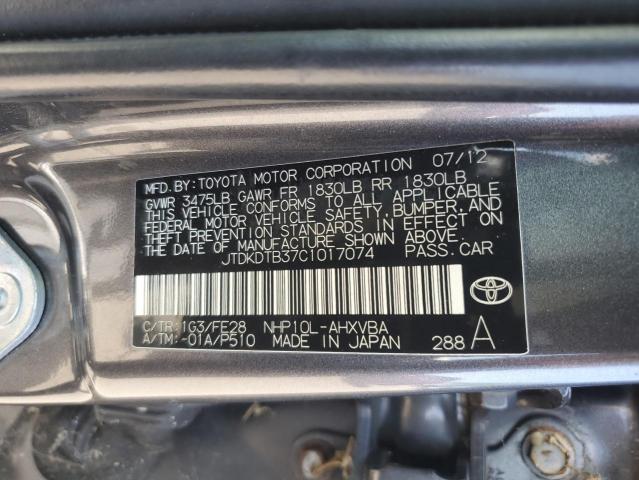 MFD. BY: TOYOTA MOTOR CORPORATION 07/12
GVWR 3475LB GAWR FR 1830LB RR 1830LB
THIS VEHICLE CONFORMS TO ALL APPLICABLE
FEDERAL MOTOR VEHICLE SAFETY, BUMPER, AND
THEFT PREVENTION STANDARDS IN EFFECT ON
THE DATE OF MANUFACTURE SHOWN ABOVE.
JTDKDTB37C1017074 PASS. CAR
C/TR: 1G3/FE28 NHP10L-AHXVBA
A/TM: -01A/P510 MADE IN JAPAN 288 A